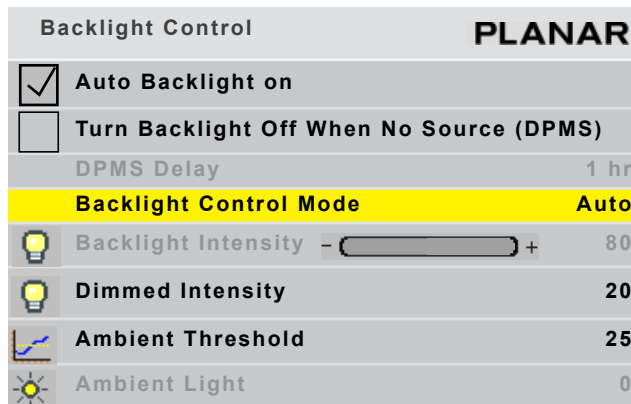 Backlight Control PLANAR
Auto Backlight on
Turn Backlight Off When No Source (DPMS)
DPMS Delay 1 hr
Backlight Control Mode Auto
Backlight Intensity - + 80
Dimmed Intensity 20
Ambient Threshold 25
Ambient Light 0